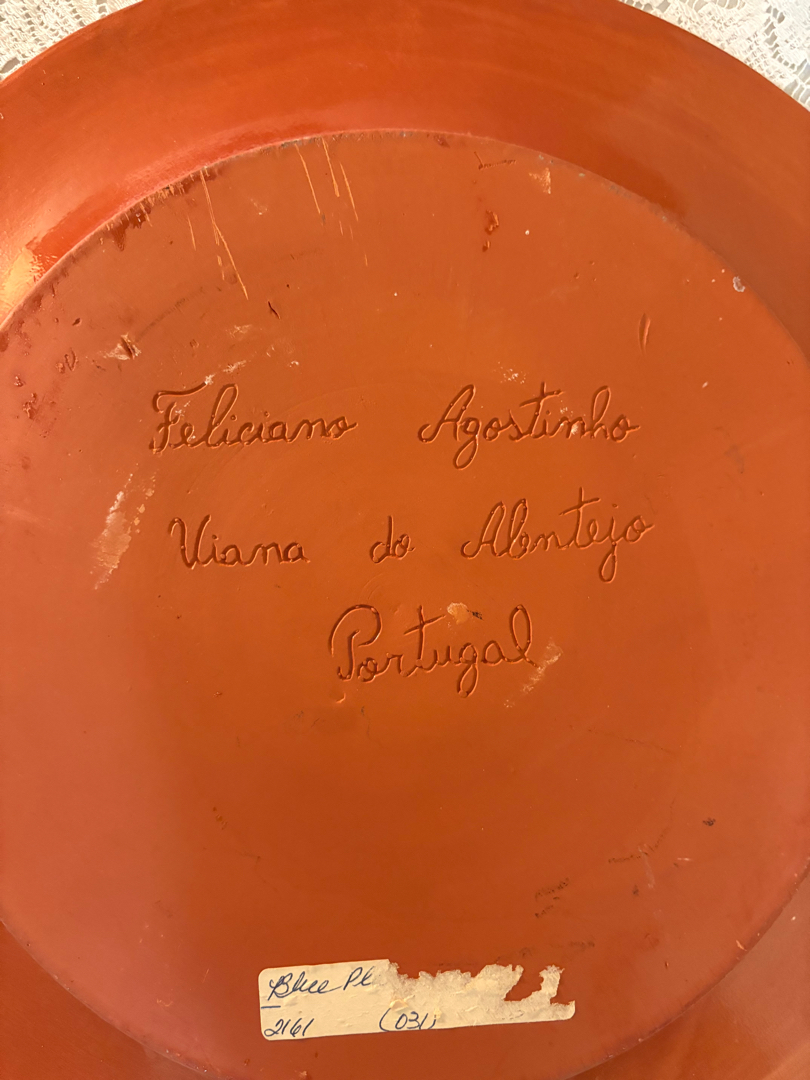 Feliciano Agostinho
Viana do Alentejo
Portugal
Blue Pl
2161 (031)